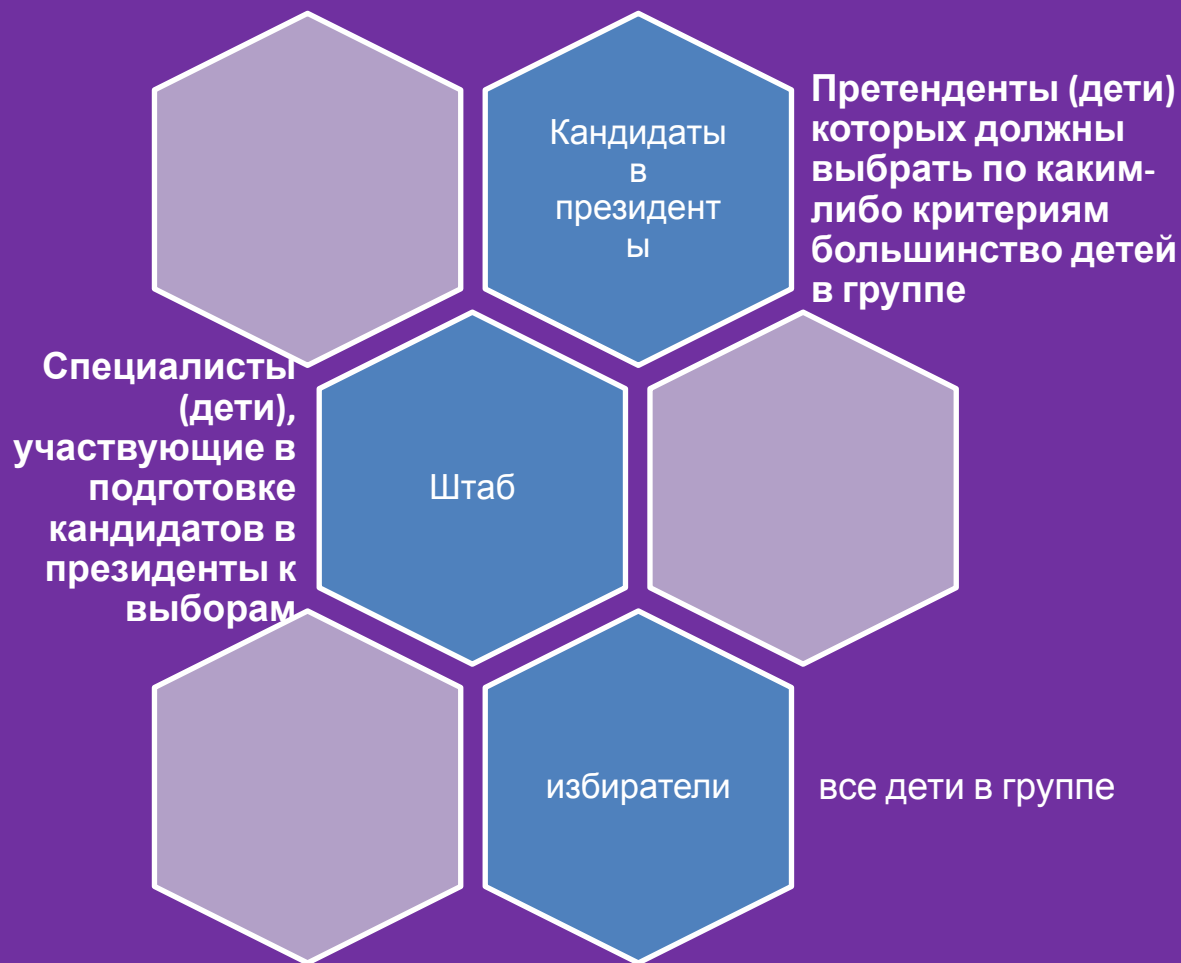 Кандидаты
в
президент
ы
Претенденты (дети)
которых должны
выбрать по каким-
либо критериям
большинство детей
в группе
Специалисты
(дети),
участвующие в
подготовке
кандидатов в
президенты к
выборам
Штаб
избиратели
все дети в группе